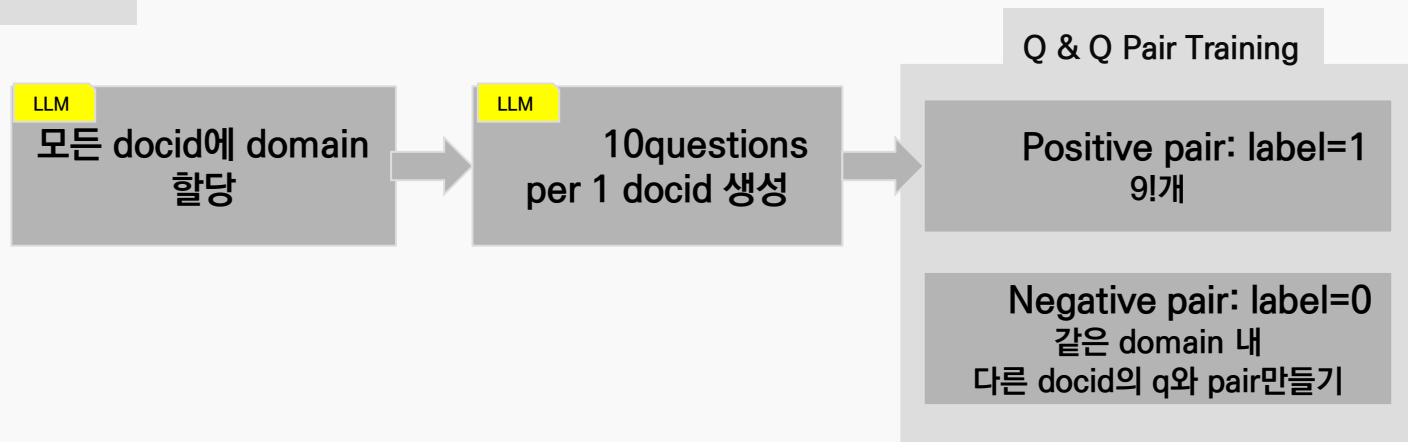 LLM
모든 docid에 domain
할당
LLM
10questions
per 1 docid 생성
Q & Q Pair Training
Positive pair: label=1
9!개
Negative pair: label=0
같은 domain 내
다른 docid의 q와 pair만들기